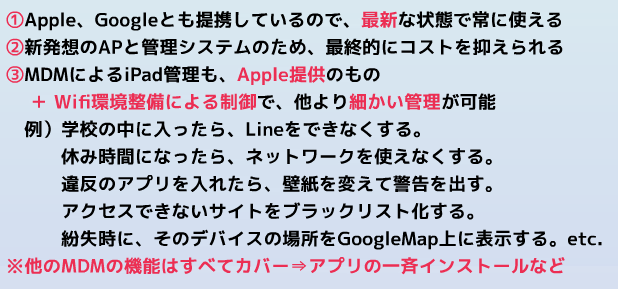 ①Apple、Googleとも提携しているので、最新な状態で常に使える
②新発想のAPと管理システムのため、最終的にコストを抑えられる
③MDMによるiPad管理も、Apple提供のもの
＋ Wifi環境整備による制御で、他より細かい管理が可能
例）学校の中に入ったら、Lineをできなくする。
休み時間になったら、ネットワークを使えなくする。
違反のアプリを入れたら、壁紙を変えて警告を出す。
アクセスできないサイトをブラックリスト化する。
紛失時に、そのデバイスの場所をGoogleMap上に表示する。etc.
※他のMDMの機能はすべてカバー⇒アプリの一斉インストールなど